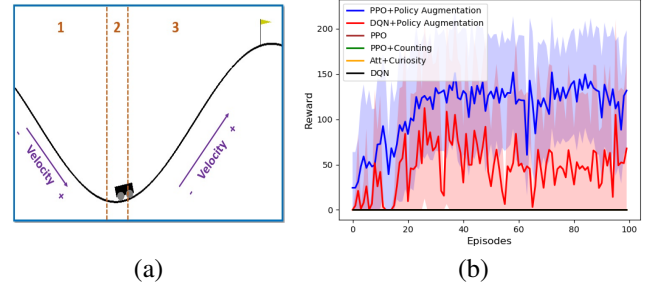 1 2 3
- Velocity +
- Velocity +
(a)
PPO+Policy Augmentation
DQN+Policy Augmentation
PPO
PPO+Counting
Att+Curiosity
DQN
Reward
200
150
100
50
0
0 20 40 60 80 100
Episodes
(b)